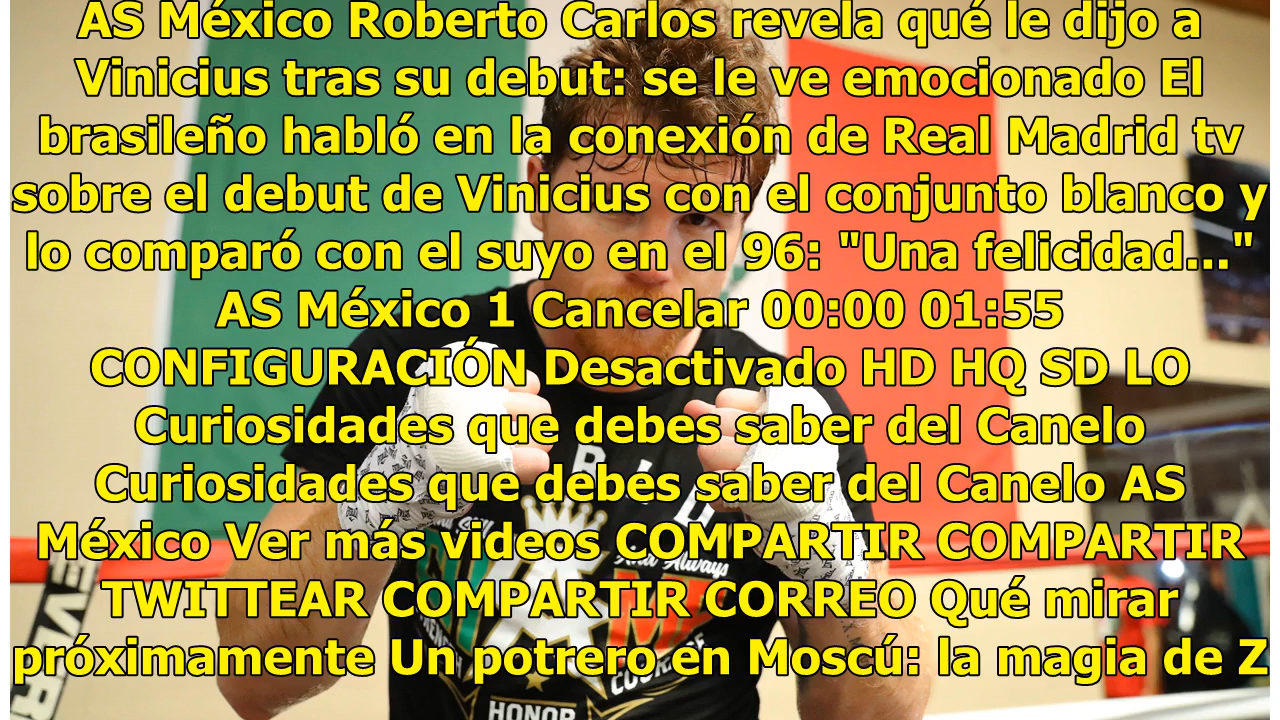 AS México Roberto Carlos revela qué le dijo a
Vinicius tras su debut: se le ve emocionado El
brasileño habló en la conexión de Real Madrid tv
sobre el debut de Vinicius con el conjunto blanco y
lo comparó con el suyo en el 96: "Una felicidad..."
AS México 1 Cancelar 00:00 01:55
CONFIGURACIÓN Desactivado HD HQ SD LO
Curiosidades que debes saber del Canelo
Curiosidades que debes saber del Canelo AS
México Ver más videos COMPARTIR COMPARTIR
TWITTEAR COMPARTIR CORREO Qué mirar
próximamente Un potrero en Moscú: la magia de Z
And Always
COURAGE
HONOR